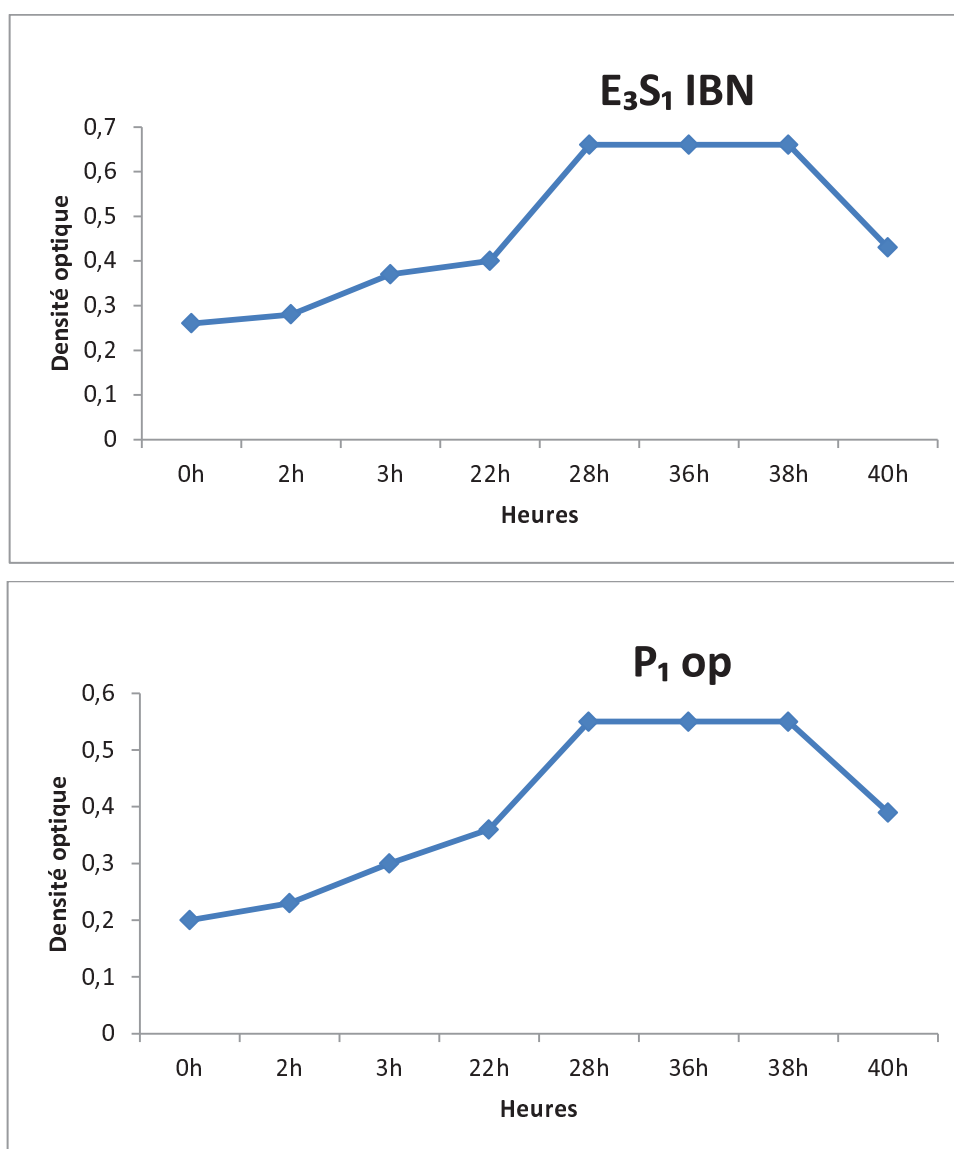 E₃S₁ IBN
0,7
0,6
0,5
0,4
0,3
0,2
0,1
0
Densité optique
0h 2h 3h 22h 28h 36h 38h 40h
Heures
P₁ op
0,6
0,5
0,4
0,3
0,2
0,1
0
Densité optique
0h 2h 3h 22h 28h 36h 38h 40h
Heures